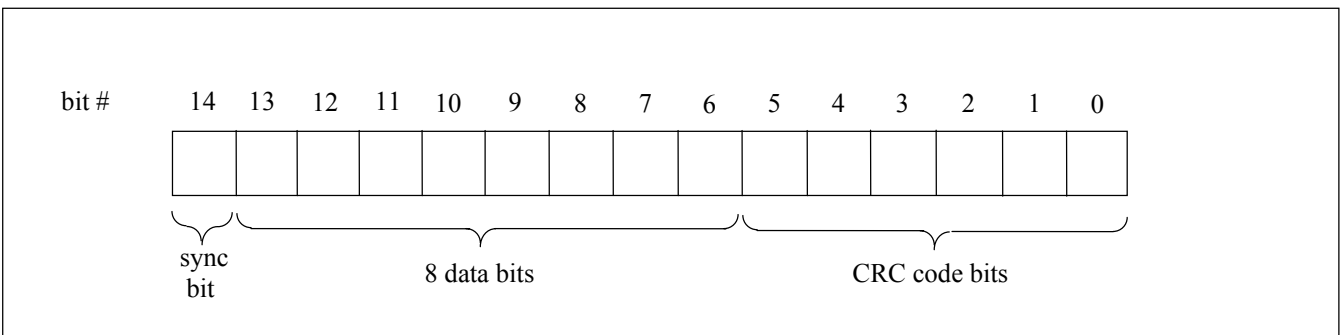 bit # 14 13 12 11 10 9 8 7 6 5 4 3 2 1 0
sync
bit
8 data bits
CRC code bits